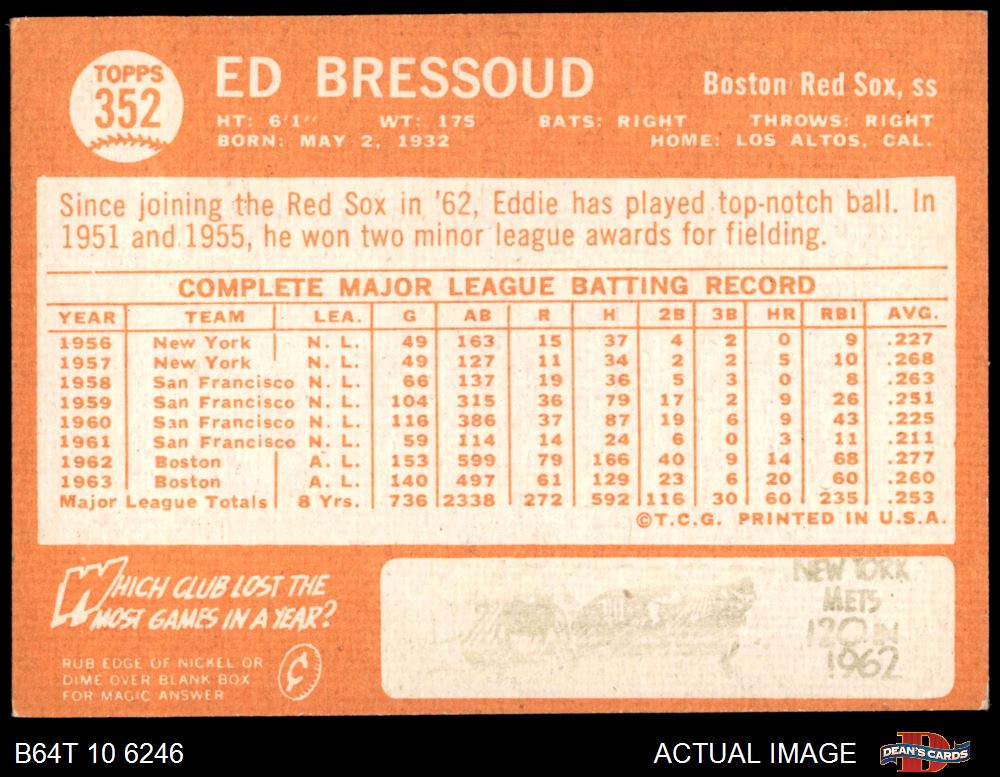 TOPPS
352
ED BRESSOUD
Boston Red Sox, SS
HT: 6'1'' WT: 175 BATS: RIGHT THROWS: RIGHT
BORN: MAY 2, 1932 HOME: LOS ALTOS, CAL.
Since joining the Red Sox in '62, Eddie has played top-notch ball. In
1951 and 1955, he won two minor league awards for fielding.
COMPLETE MAJOR LEAGUE BATTING RECORD
YEAR TEAM LEA. G AB R H 2B 3B HR RBI AVG.
1956 New York N. L. 49 163 15 37 4 2 0 9 .227
1957 New York N. L. 49 127 11 34 2 2 5 10 .268
1958 San Francisco N. L. 66 137 19 36 5 3 0 8 .263
1959 San Francisco N. L. 104 315 36 79 17 2 9 26 .251
1960 San Francisco N. L. 116 386 37 87 19 6 9 43 .225
1961 San Francisco N. L. 59 114 14 24 6 0 3 11 .211
1962 Boston A. L. 153 599 79 166 40 9 14 68 .277
1963 Boston A. L. 140 497 61 129 23 6 20 60 .260
Major League Totals 8 Yrs. 736 2338 272 592 116 30 60 235 .253
©T.C.G. PRINTED IN U.S.A.
WHICH CLUB LOST THE
MOST GAMES IN A YEAR?
RUB EDGE OF NICKEL OR
DIME OVER BLANK BOX
FOR MAGIC ANSWER
NEW YORK
METS
120 IN
1962
B64T 10 6246
ACTUAL IMAGE
DEAN'S CARDS